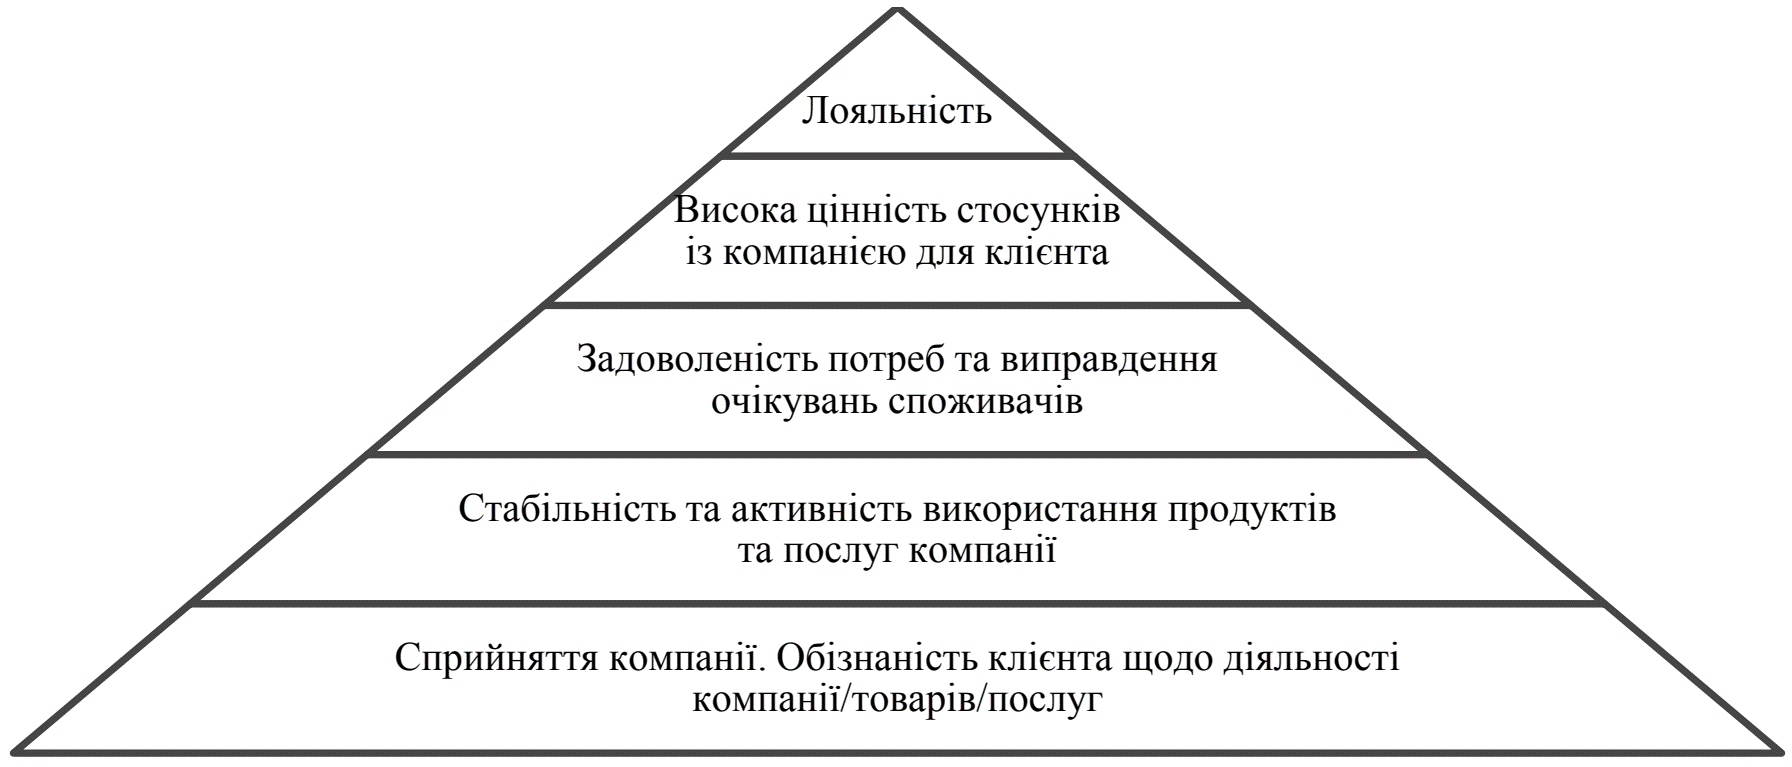 Лояльність
Висока цінність стосунків
із компанією для клієнта
Задоволеність потреб та виправдення
очікувань споживачів
Стабільність та активність використання продуктів
та послуг компанії
Сприйняття компанії. Обізнаність клієнта щодо діяльності
компанії/товарів/послуг